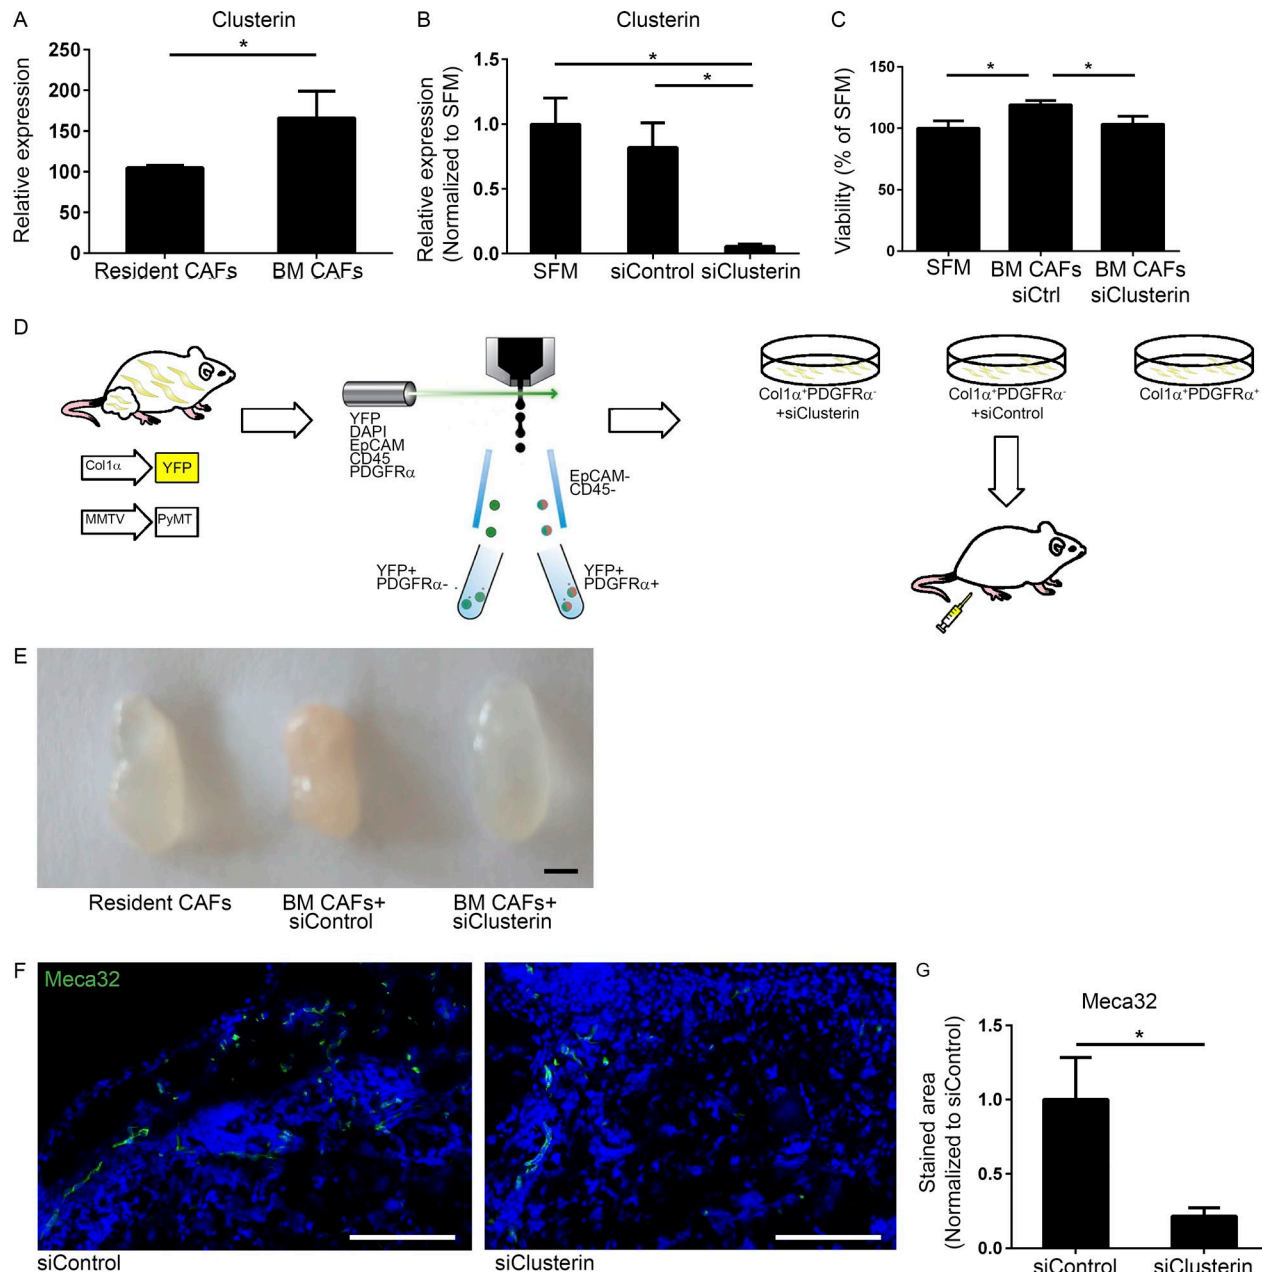 A
Clusterin
*
Relative expression
250
200
150
100
50
0
Resident CAFs
BM CAFs
B
Clusterin
*
*
Relative expression
(Normalized to SFM)
1.5
1.0
0.5
0.0
SFM
siControl
siClusterin
C
*
*
Viability (% of SFM)
150
100
50
0
SFM
BM CAFs
siCtrl
BM CAFs
siClusterin
D
Col1α
YFP
MMTV
PyMT
YFP
DAPI
EpCAM
CD45
PDGFRα
EpCAM-
CD45-
YFP+
PDGFRα-
YFP+
PDGFRα+
Col1α⁺PDGFRα⁻
+siClusterin
Col1α⁺PDGFRα⁻
+siControl
Col1α⁺PDGFRα⁺
E
Resident CAFs
BM CAFs+
siControl
BM CAFs+
siClusterin
F
Meca32
siControl
siClusterin
G
Meca32
*
Stained area
(Normalized to siControl)
1.5
1.0
0.5
0.0
siControl
siClusterin